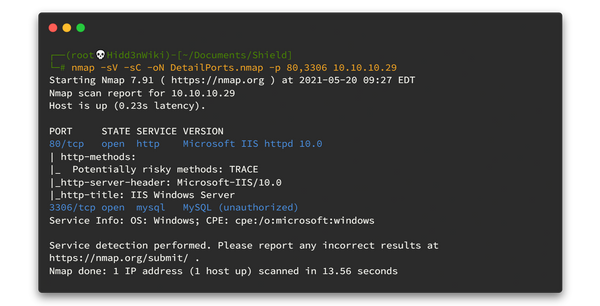 ┌──(root💀Hidd3nWiki)-[~/Documents/Shield]
└─# nmap -sV -sC -oN DetailPorts.nmap -p 80,3306 10.10.10.29
Starting Nmap 7.91 ( https://nmap.org ) at 2021-05-20 09:27 EDT
Nmap scan report for 10.10.10.29
Host is up (0.23s latency).

PORT     STATE SERVICE VERSION
80/tcp   open  http    Microsoft IIS httpd 10.0
| http-methods:
|_  Potentially risky methods: TRACE
|_http-server-header: Microsoft-IIS/10.0
|_http-title: IIS Windows Server
3306/tcp open  mysql   MySQL (unauthorized)
Service Info: OS: Windows; CPE: cpe:/o:microsoft:windows

Service detection performed. Please report any incorrect results at
https://nmap.org/submit/ .
Nmap done: 1 IP address (1 host up) scanned in 13.56 seconds